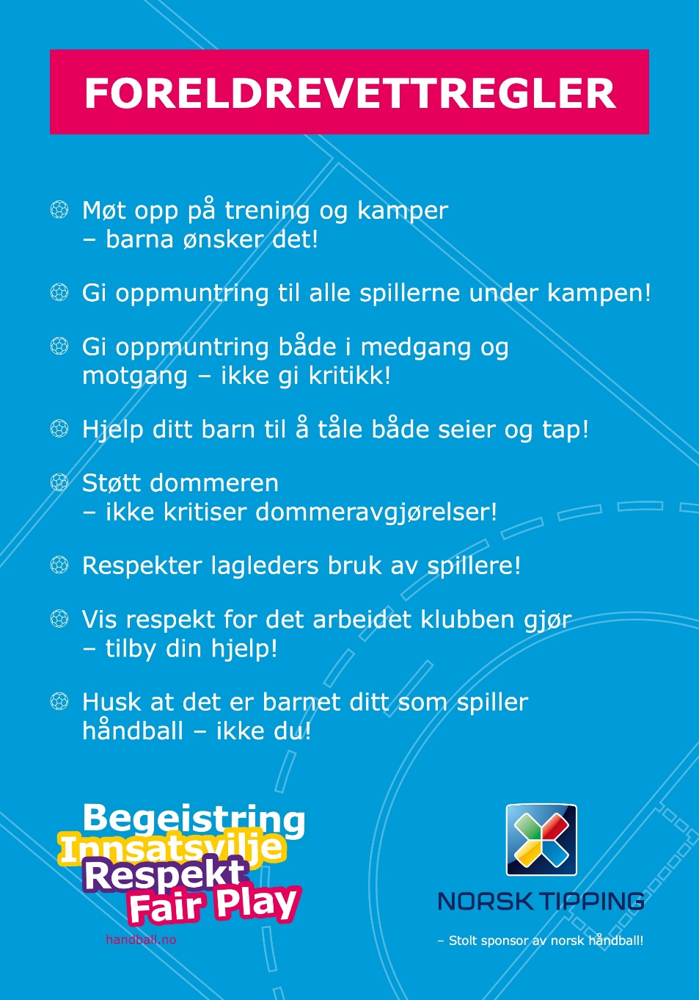 FORELDREVETTREGLER
Møt opp på trening og kamper
– barna ønsker det!
Gi oppmuntring til alle spillerne under kampen!
Gi oppmuntring både i medgang og
motgang – ikke gi kritikk!
Hjelp ditt barn til å tåle både seier og tap!
Støtt dommeren
– ikke kritiser dommeravgjørelser!
Respekter lagleders bruk av spillere!
Vis respekt for det arbeidet klubben gjør
– tilby din hjelp!
Husk at det er barnet ditt som spiller
håndball – ikke du!
Begeistring
Innsatsvilje
Respekt
Fair Play
handball.no
NORSK TIPPING
– Stolt sponsor av norsk håndball!